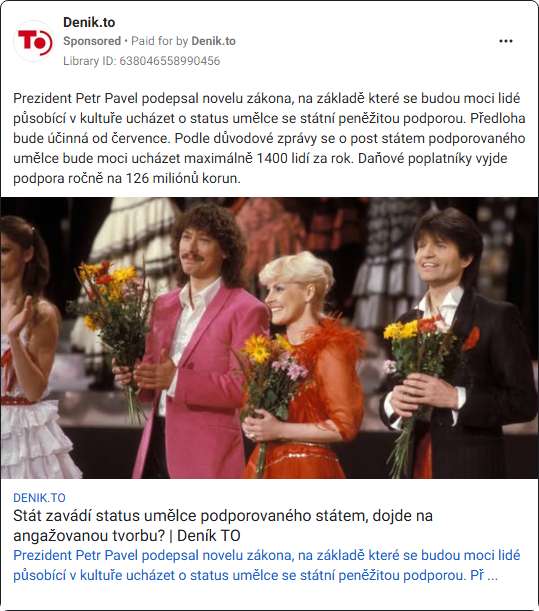 Denik.to
Sponsored • Paid for by Denik.to
Library ID: 638046558990456
TO
Prezident Petr Pavel podepsal novelu zákona, na základě které se budou moci lidé
působící v kultuře ucházet o status umělce se státní peněžitou podporou. Předloha
bude účinná od července. Podle důvodové zprávy se o post státem podporovaného
umělce bude moci ucházet maximálně 1400 lidí za rok. Daňové poplatníky vyjde
podpora ročně na 126 miliónů korun.
DENIK.TO
Stát zavádí status umělce podporovaného státem, dojde na
angažovanou tvorbu? | Deník TO
Prezident Petr Pavel podepsal novelu zákona, na základě které se budou moci lidé
působící v kultuře ucházet o status umělce se státní peněžitou podporou. Př ...